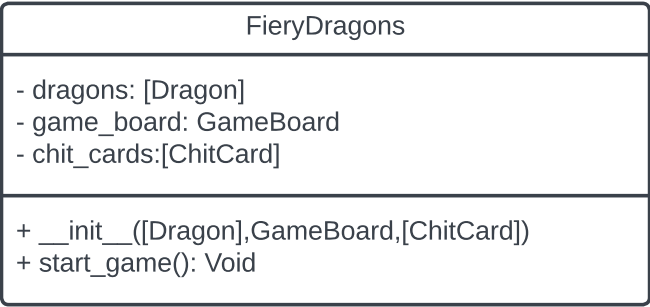 FieryDragons
- dragons: [Dragon]
- game_board: GameBoard
- chit_cards:[ChitCard]
+ __init__([Dragon],GameBoard,[ChitCard])
+ start_game(): Void